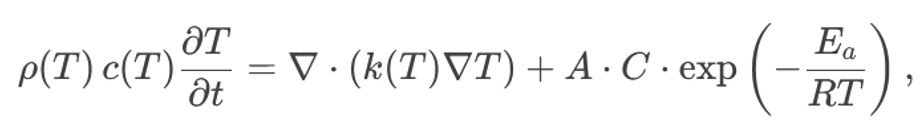 ρ(T) c(T) ∂T/∂t = ∇ · (k(T)∇T) + A · C · exp(−E_a/RT),